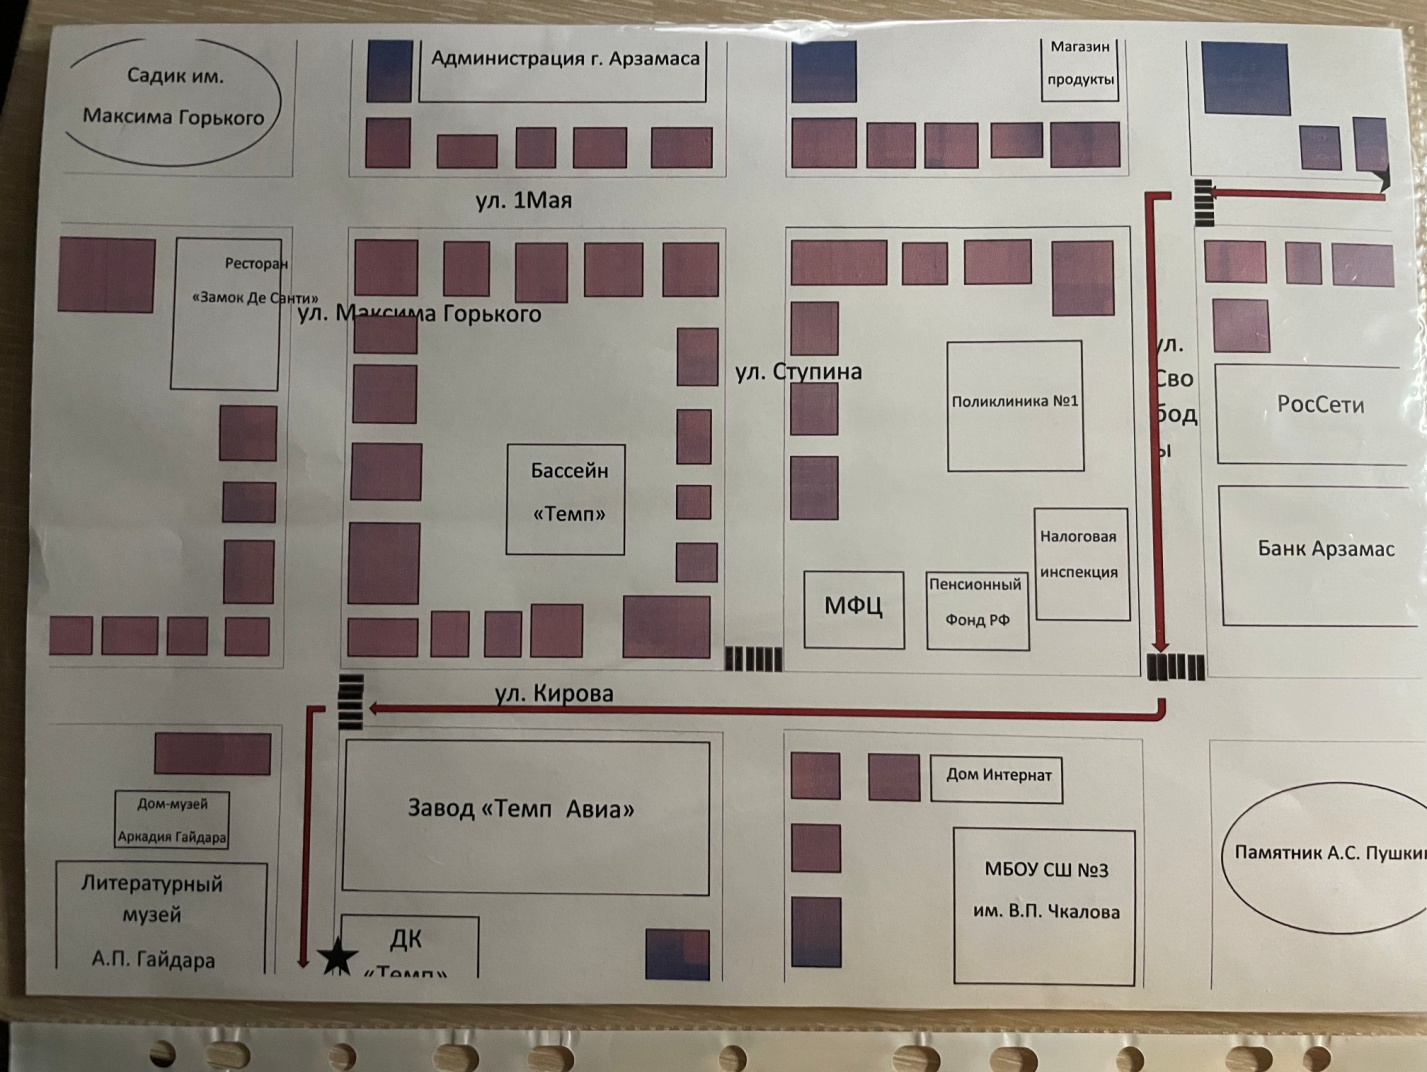 Садик им.
Максима Горького
Администрация г. Арзамаса
Магазин
продукты
ул. 1Мая
Ресторан
«Замок Де Санти»
ул. Максима Горького
ул. Ступина
Поликлиника №1
ул.
Сво
бод
ы
РосСети
Бассейн
«Темп»
Налоговая
инспекция
Банк Арзамас
МФЦ
Пенсионный
Фонд РФ
ул. Кирова
Дом-музей
Аркадия Гайдара
Завод «Темп Авиа»
Дом Интернат
Памятник А.С. Пушки
МБОУ СШ №3
им. В.П. Чкалова
Литературный
музей
А.П. Гайдара
ДК
«Темп»